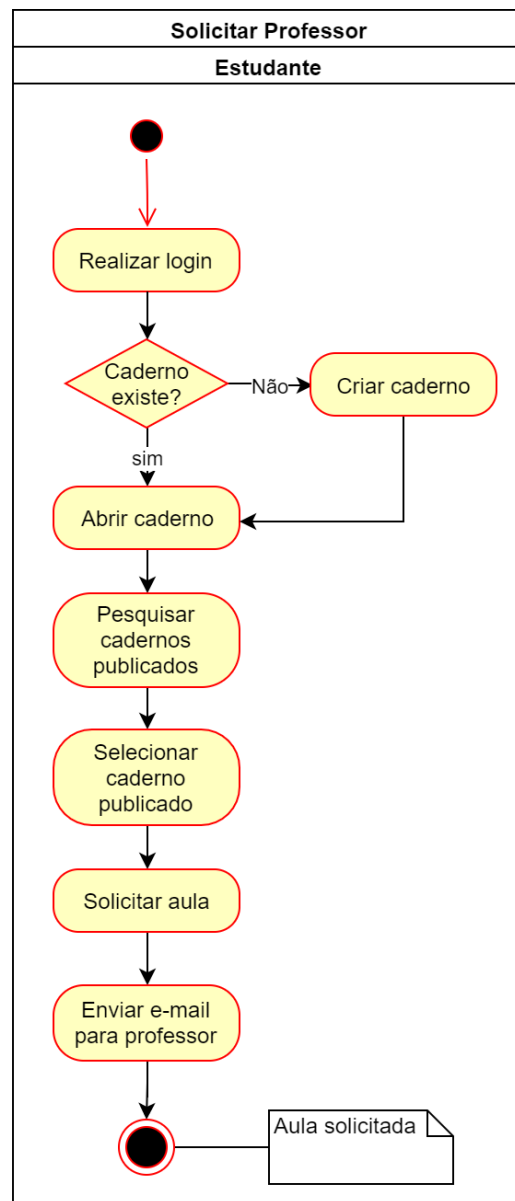 Solicitar Professor
Estudante
Realizar login
Caderno
existe?
Não
Criar caderno
sim
Abrir caderno
Pesquisar
cadernos
publicados
Selecionar
caderno
publicado
Solicitar aula
Enviar e-mail
para professor
Aula solicitada